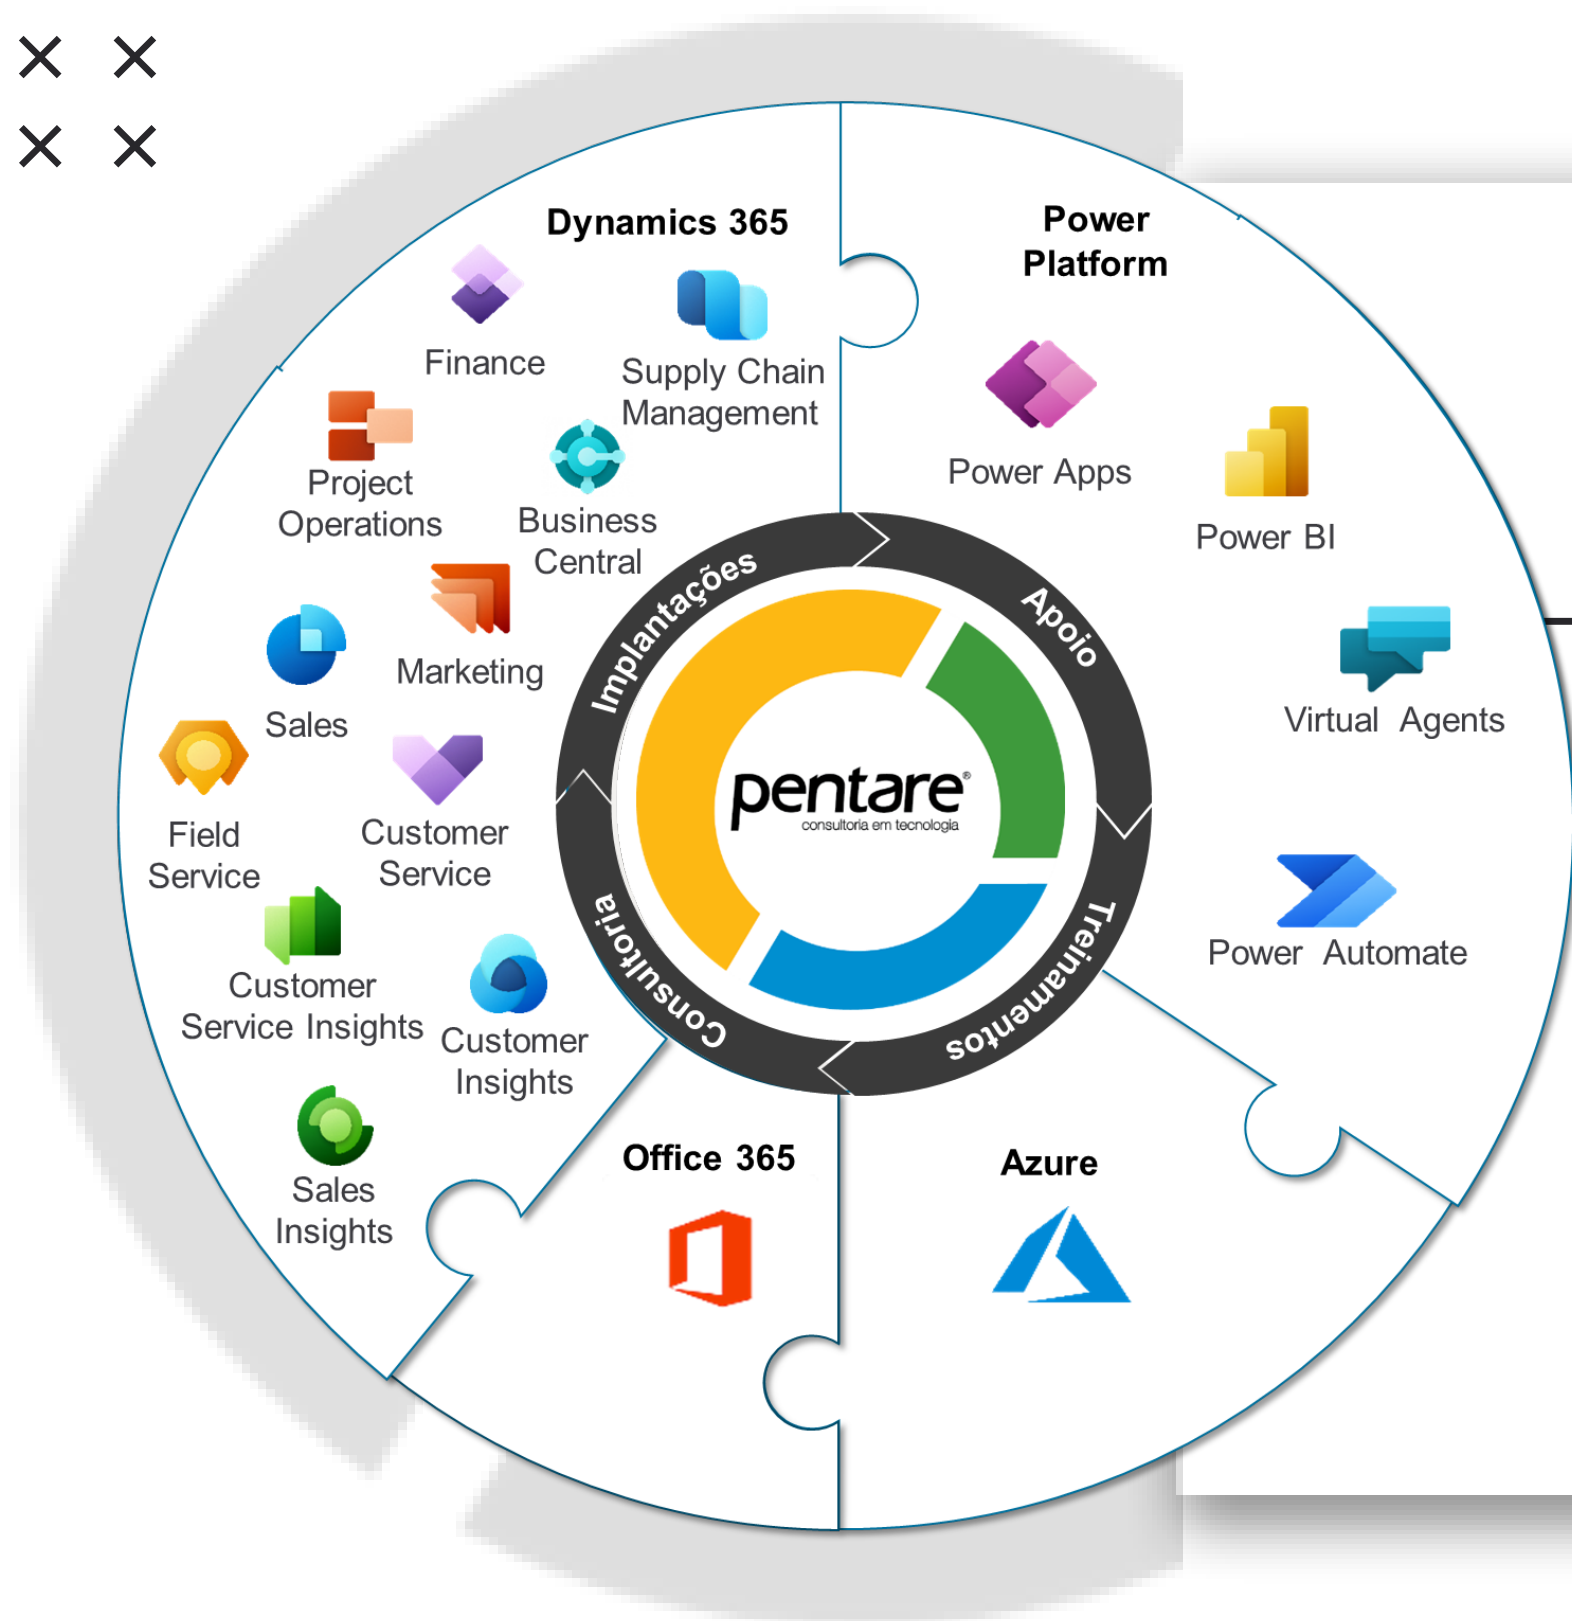 Dynamics 365
Finance
Supply Chain
Management
Project
Operations
Business
Central
Marketing
Sales
Field
Service
Customer
Service
Customer
Service Insights
Customer
Insights
Sales
Insights
Power
Platform
Power Apps
Power BI
Virtual Agents
Power Automate
Implantações
Apoio
Treinamentos
Consultoria
pentare®
consultoria em tecnologia
Office 365
Azure